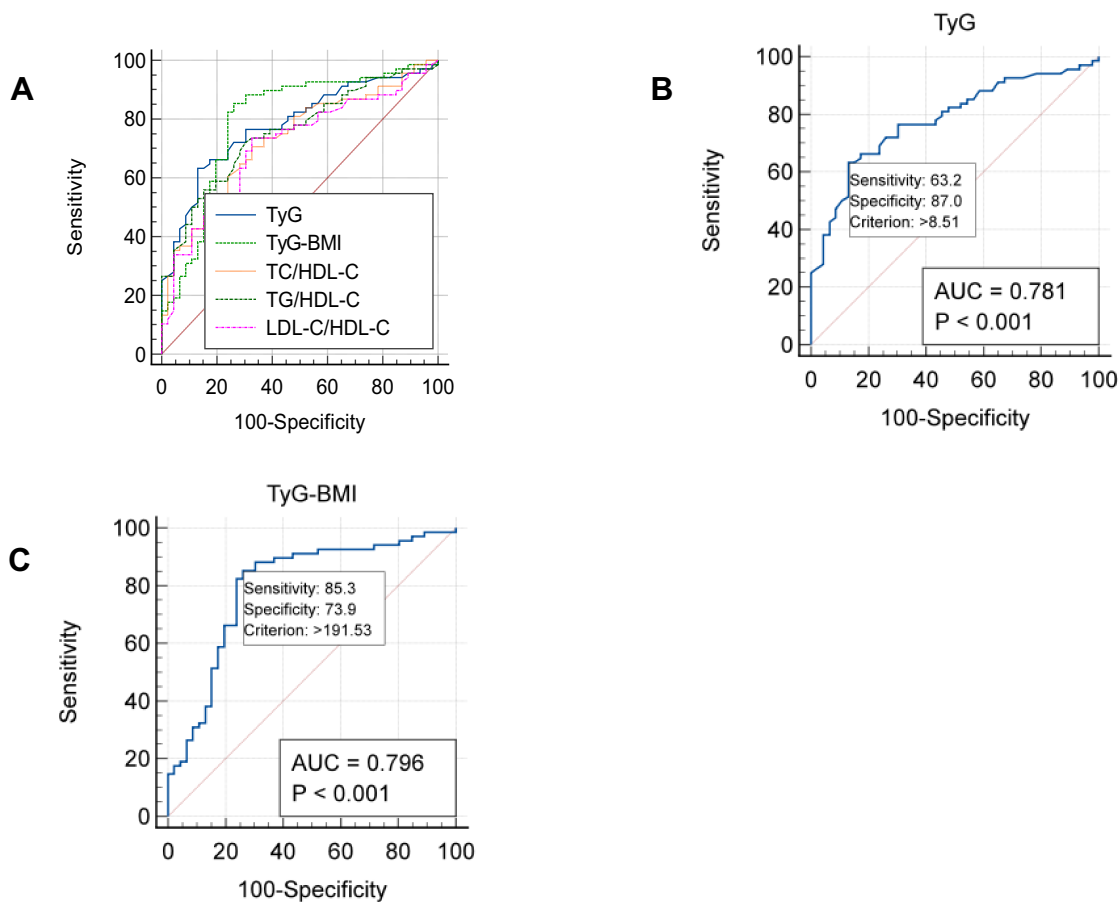 A
100
80
60
40
20
0
Sensitivity
TyG
TyG-BMI
TC/HDL-C
TG/HDL-C
LDL-C/HDL-C
0 20 40 60 80 100
100-Specificity
B
TyG
100
80
60
40
20
0
Sensitivity
Sensitivity: 63.2
Specificity: 87.0
Criterion: >8.51
AUC = 0.781
P < 0.001
0 20 40 60 80 100
100-Specificity
C
TyG-BMI
100
80
60
40
20
0
Sensitivity
Sensitivity: 85.3
Specificity: 73.9
Criterion: >191.53
AUC = 0.796
P < 0.001
0 20 40 60 80 100
100-Specificity